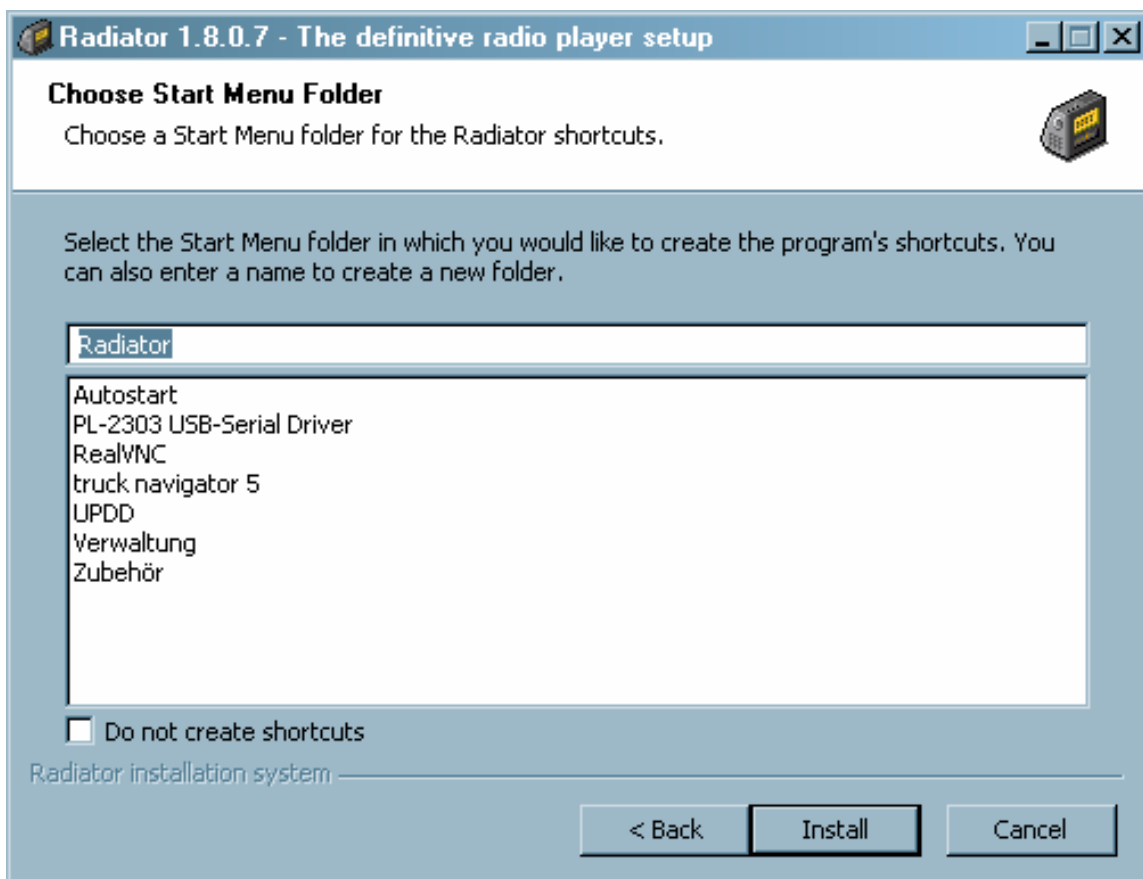 Radiator 1.8.0.7 - The definitive radio player setup
Choose Start Menu Folder
Choose a Start Menu folder for the Radiator shortcuts.
Select the Start Menu folder in which you would like to create the program's shortcuts. You
can also enter a name to create a new folder.
Radiator
Autostart
PL-2303 USB-Serial Driver
RealVNC
truck navigator 5
UPDD
Verwaltung
Zubehör
Do not create shortcuts
Radiator installation system
< Back Install Cancel